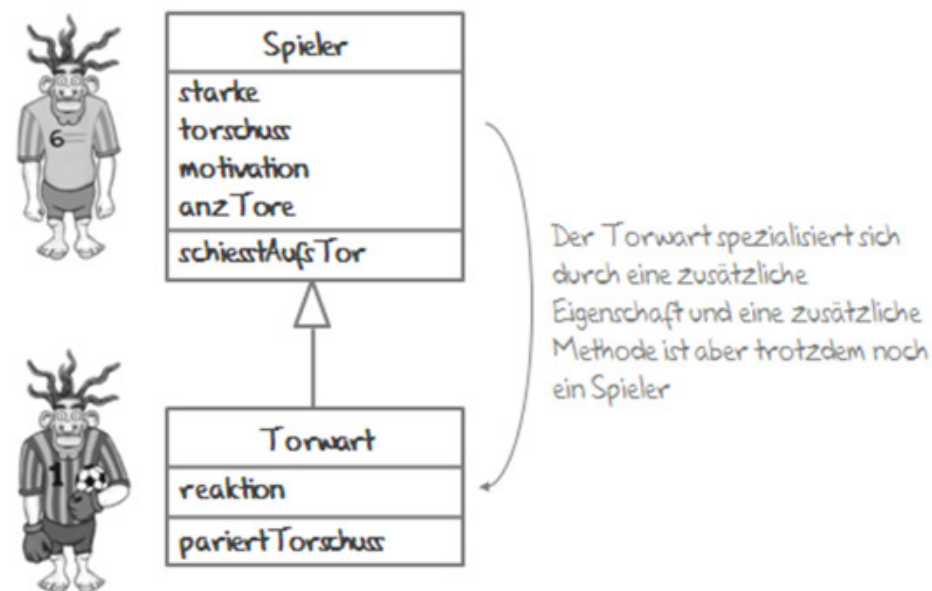 Spieler
6
starke
torschuss
motivation
anzTore
schiesstAufsTor
Der Torwart spezialisiert sich
durch eine zusätzliche
Eigenschaft und eine zusätzliche
Methode ist aber trotzdem noch
ein Spieler
Torwart
1
reaktion
pariertTorschuss